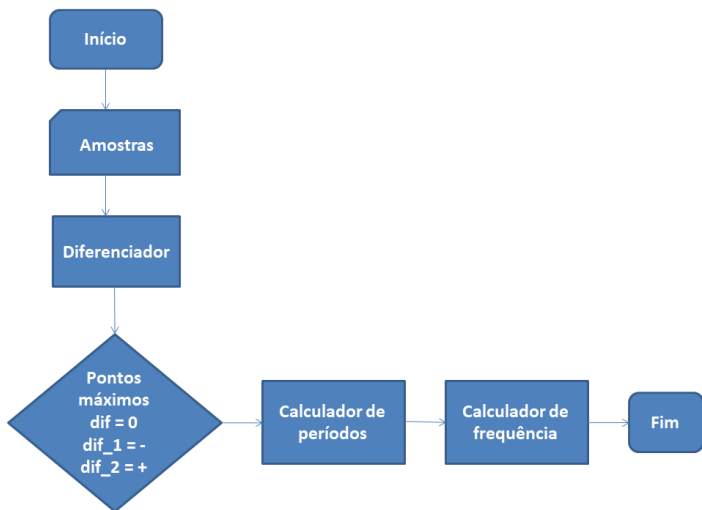 Início
Amostras
Diferenciador
Pontos
máximos
dif = 0
dif_1 = -
dif_2 = +
Calculador de
períodos
Calculador de
frequência
Fim